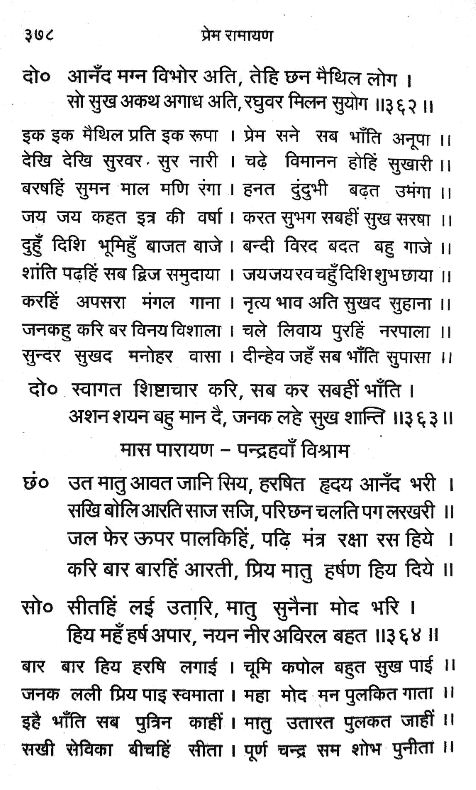 ३७८ प्रेम रामायण
दो० आनँद मग्न विभोर अति, तेहि छन मैथिल लोग ।
सो सुख अकथ अगाध अति, रघुवर मिलन सुयोग ॥३६२॥
इक इक मैथिल प्रति इक रूपा । प्रेम सने सब भाँति अनूपा ॥
देखि देखि सुरवर सुर नारी । चढ़े विमानन होहिं सुखारी ॥
बरषहिं सुमन माल मणि रंगा । हनत दुंदुभी बढ़त उमंगा ॥
जय जय कहत इत्र की वर्षा । करत सुभग सबहीं सुख सरषा ॥
दुहुँ दिशि भूमिहुँ बाजत बाजे । बन्दी विरद बदत बहु गाजे ॥
शांति पढ़हिं सब द्विज समुदाया । जयजयरव चहुँ दिशि शुभ छाया ॥
करहिं अपसरा मंगल गाना । नृत्य भाव अति सुखद सुहाना ॥
जनकहु करि बर विनय विशाला । चले लिवाय पुरहिं नरपाला ॥
सुन्दर सुखद मनोहर वासा । दीन्हेव जहँ सब भाँति सुपासा ॥
दो० स्वागत शिष्टाचार करि, सब कर सबहीं भाँति ।
अशन शयन बहु मान दै, जनक लहे सुख शान्ति ॥३६३॥
मास पारायण – पन्द्रहवाँ विश्राम
छं० उत मातु आवत जानि सिय, हरषित हृदय आनँद भरी ।
सखि बोलि आरति साज सजि, परिछन चलति पग लरखरी ॥
जल फेर ऊपर पालकिहिं, पढ़ि मंत्र रक्षा रस हिये ।
करि बार बारहिं आरती, प्रिय मातु हर्षण हिय दिये ॥
सो० सीतहिं लई उतारि, मातु सुनैना मोद भरि ।
हिय महँ हर्ष अपार, नयन नीर अविरल बहत ॥३६४॥
बार बार हिय हरषि लगाई । चूमि कपोल बहुत सुख पाई ॥
जनक लली प्रिय पाइ स्वमाता । महा मोद मन पुलकित गाता ॥
इहै भाँति सब पुत्रिन काहीं । मातु उतारत पुलकत जाहीं ॥
सखी सेविका बीचहिं सीता । पूर्ण चन्द्र सम शोभ पुनीता ॥